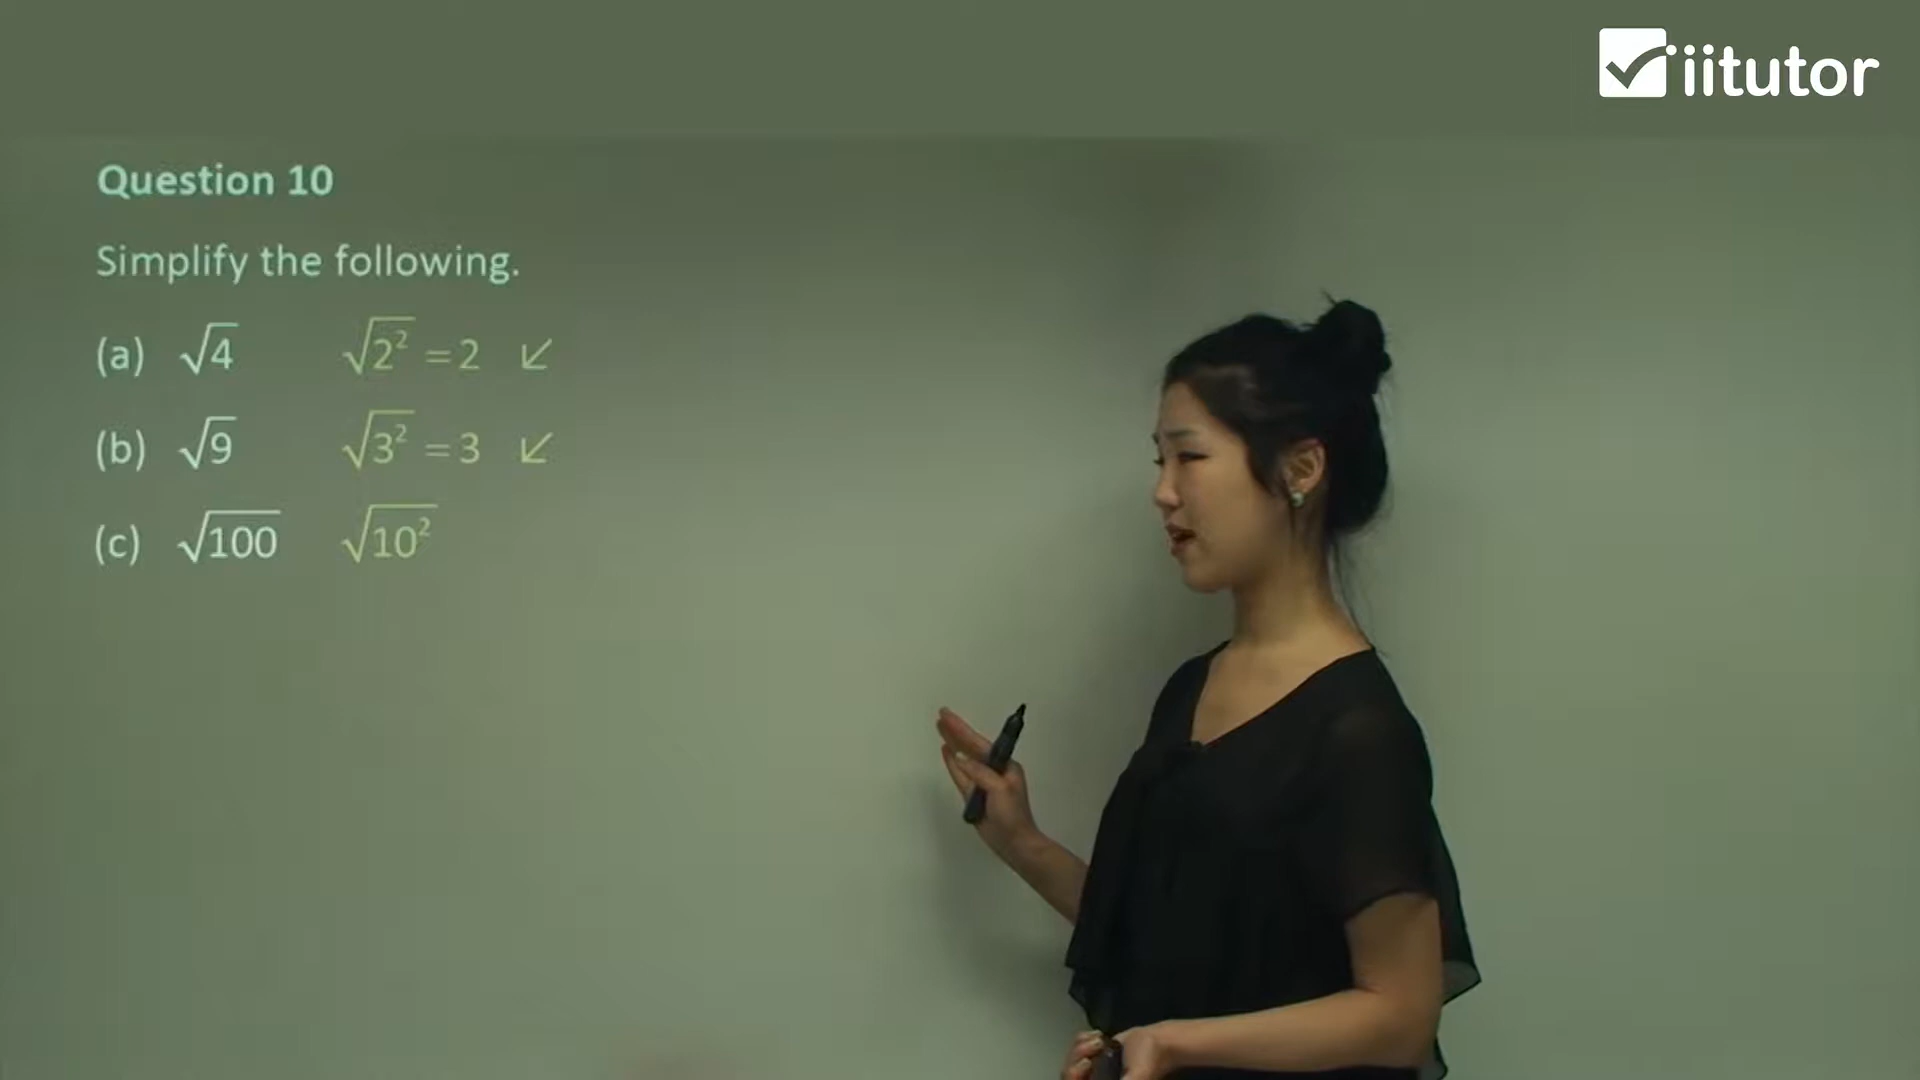 iitutor
Question 10
Simplify the following.
(a) √4 √2² = 2 ↙
(b) √9 √3² = 3 ↙
(c) √100 √10²